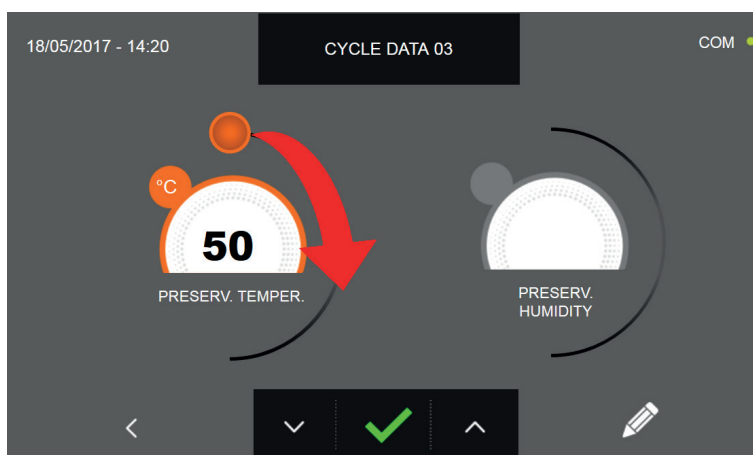 18/05/2017 - 14:20
CYCLE DATA 03
COM
°C
50
PRESERV. TEMPER.
PRESERV.
HUMIDITY